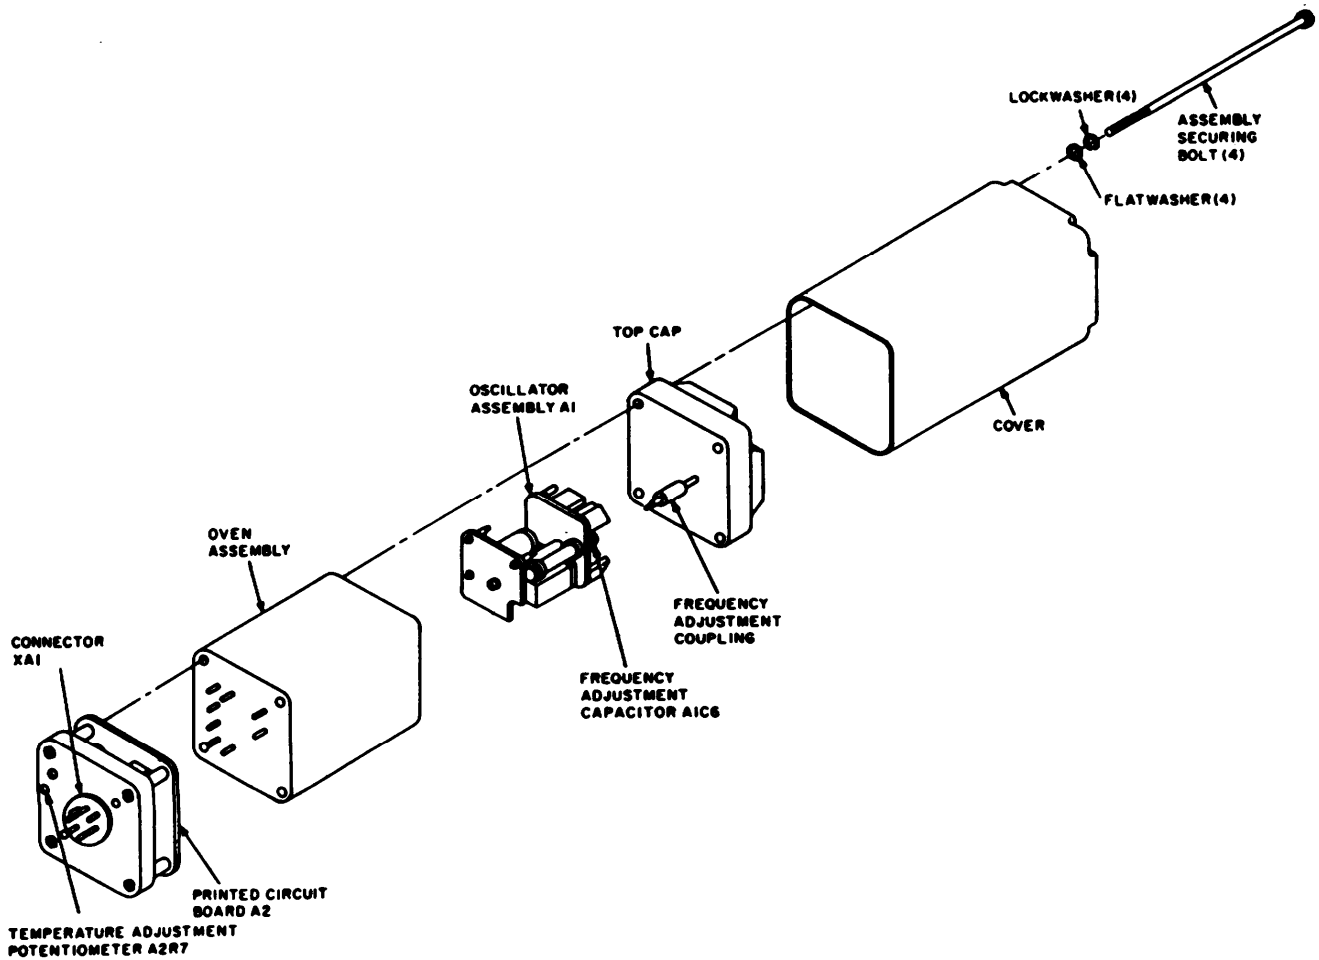 LOCKWASHER(4)
ASSEMBLY
SECURING
BOLT (4)
FLATWASHER(4)
TOP CAP
OSCILLATOR
ASSEMBLY A1
COVER
OVEN
ASSEMBLY
FREQUENCY
ADJUSTMENT
COUPLING
CONNECTOR
XA1
FREQUENCY
ADJUSTMENT
CAPACITOR A1C6
PRINTED CIRCUIT
BOARD A2
TEMPERATURE ADJUSTMENT
POTENTIOMETER A2R7